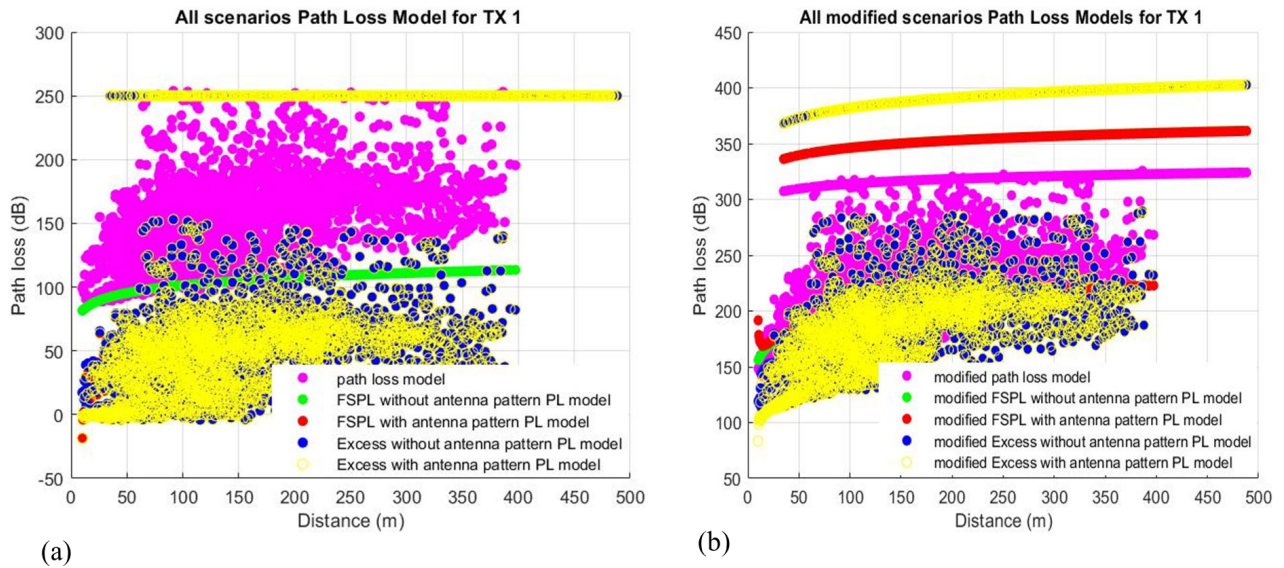 All scenarios Path Loss Model for TX 1
300
250
200
150
100
50
0
-50
Path loss (dB)
path loss model
FSPL without antenna pattern PL model
FSPL with antenna pattern PL model
Excess without antenna pattern PL model
Excess with antenna pattern PL model
0 50 100 150 200 250 300 350 400 450 500
Distance (m)
(a)
All modified scenarios Path Loss Models for TX 1
450
400
350
300
250
200
150
100
50
Path loss (dB)
modified path loss model
modified FSPL without antenna pattern PL model
modified FSPL with antenna pattern PL model
modified Excess without antenna pattern PL model
modified Excess with antenna pattern PL model
0 50 100 150 200 250 300 350 400 450 500
Distance (m)
(b)